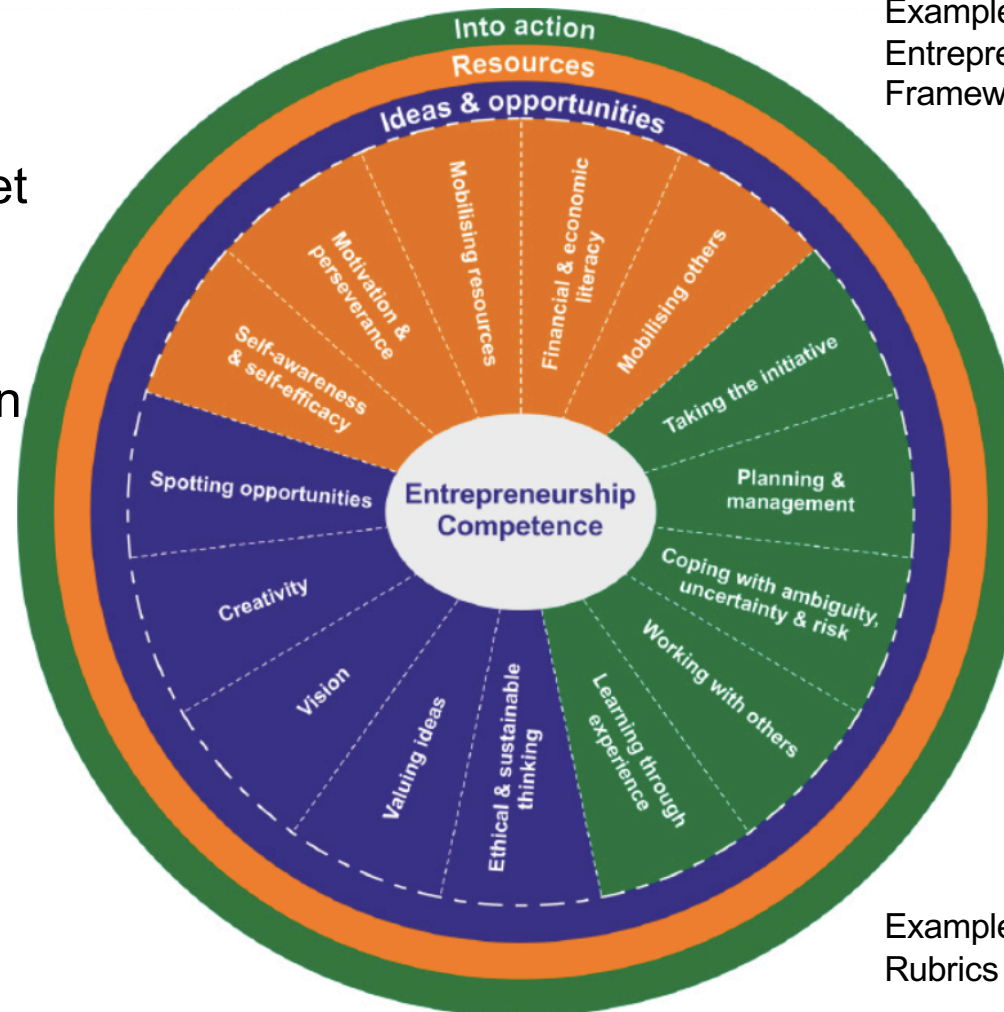 Into action
Resources
Ideas & opportunities
Self-awareness
& self-efficacy
Motivation &
perseverance
Mobilising resources
Financial & economic
literacy
Mobilising others
Taking the initiative
Planning &
management
Coping with ambiguity,
uncertainty & risk
Working with others
Learning through
experience
Ethical & sustainable
thinking
Valuing ideas
Vision
Creativity
Spotting opportunities
Entrepreneurship
Competence
Example
Entrepre
Framew
et
n
Example
Rubrics